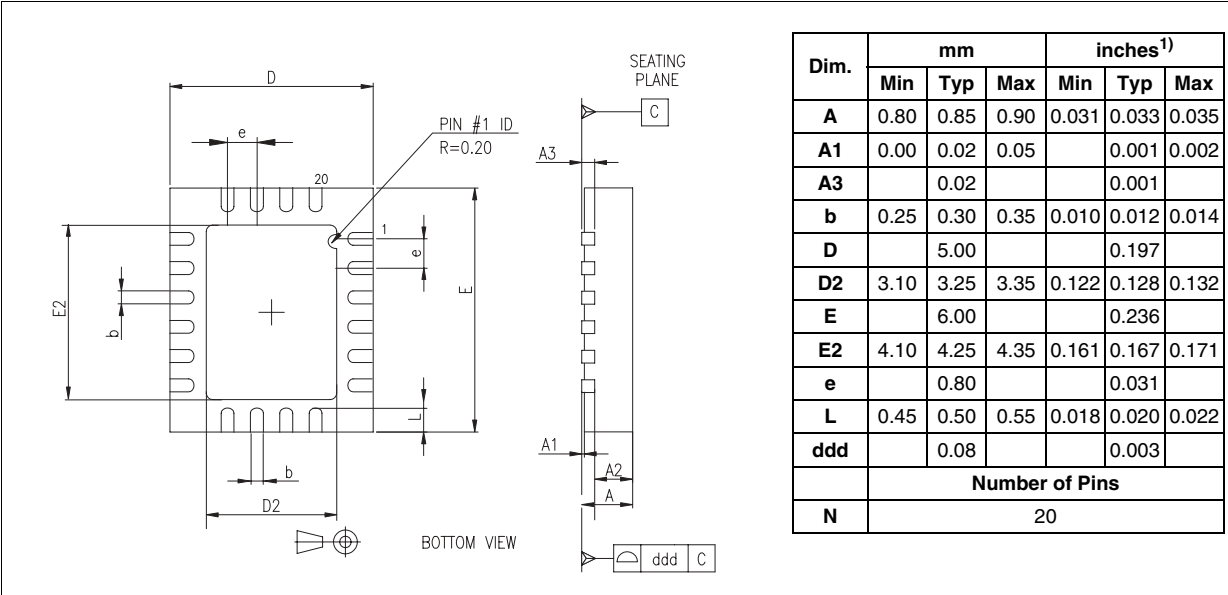 D
e
PIN #1 ID
R=0.20
20
1
e
E2
b
E
L
b
D2
BOTTOM VIEW
SEATING
PLANE
C
A3
A1
A2
A
ddd C
Dim. mm inches1)
Min Typ Max Min Typ Max
A 0.80 0.85 0.90 0.031 0.033 0.035
A1 0.00 0.02 0.05 0.001 0.002
A3 0.02 0.001
b 0.25 0.30 0.35 0.010 0.012 0.014
D 5.00 0.197
D2 3.10 3.25 3.35 0.122 0.128 0.132
E 6.00 0.236
E2 4.10 4.25 4.35 0.161 0.167 0.171
e 0.80 0.031
L 0.45 0.50 0.55 0.018 0.020 0.022
ddd 0.08 0.003
Number of Pins
N 20